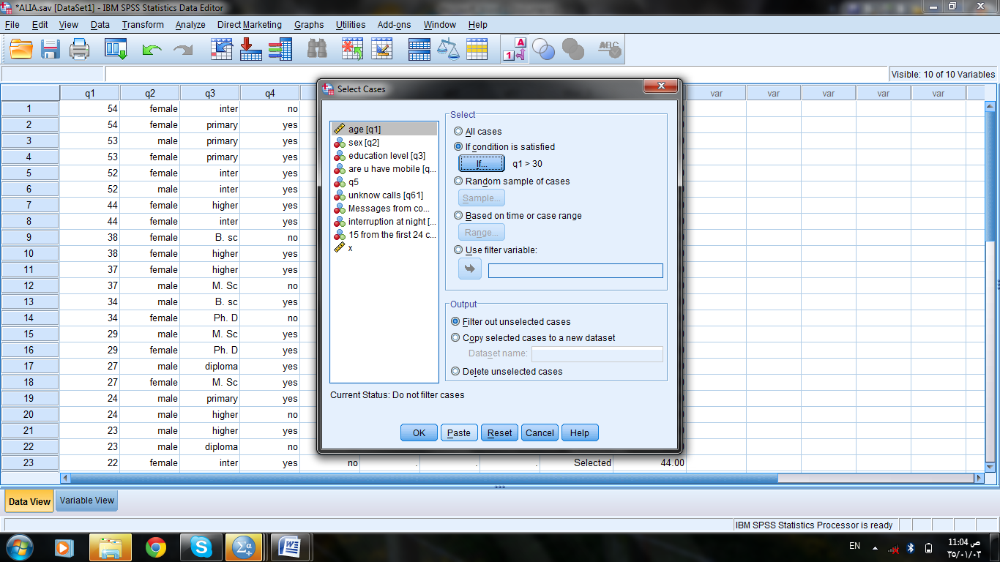 *ALIA.sav [DataSet1] - IBM SPSS Statistics Data Editor
File Edit View Data Transform Analyze Direct Marketing Graphs Utilities Add-ons Window Help
Visible: 10 of 10 Variables
q1 q2 q3 q4 var var var var var
1 54 female inter no
2 54 female primary yes
3 53 male primary yes
4 53 female primary yes
5 52 female inter yes
6 52 male inter yes
7 44 female higher yes
8 44 female inter yes
9 38 female B. sc no
10 38 female higher yes
11 37 female higher yes
12 37 male M. Sc no
13 34 male B. sc yes
14 34 female Ph. D no
15 29 male M. Sc yes
16 29 female Ph. D yes
17 27 male diploma yes
18 27 female M. Sc yes
19 24 male primary yes
20 24 male higher no
21 23 male higher yes
22 23 male diploma no
23 22 female inter yes no . . . Selected 44.00
Select Cases
age [q1]
sex [q2]
education level [q3]
are u have mobile [q...
q5
unknow calls [q61]
Messages from co...
interruption at night [...
15 from the first 24 c...
x
Select
All cases
If condition is satisfied
If... q1 > 30
Random sample of cases
Sample...
Based on time or case range
Range...
Use filter variable:
Output
Filter out unselected cases
Copy selected cases to a new dataset
Dataset name:
Delete unselected cases
Current Status: Do not filter cases
OK Paste Reset Cancel Help
Data View Variable View
IBM SPSS Statistics Processor is ready
EN
11:04 ص
٣٥/٠١/٠٣